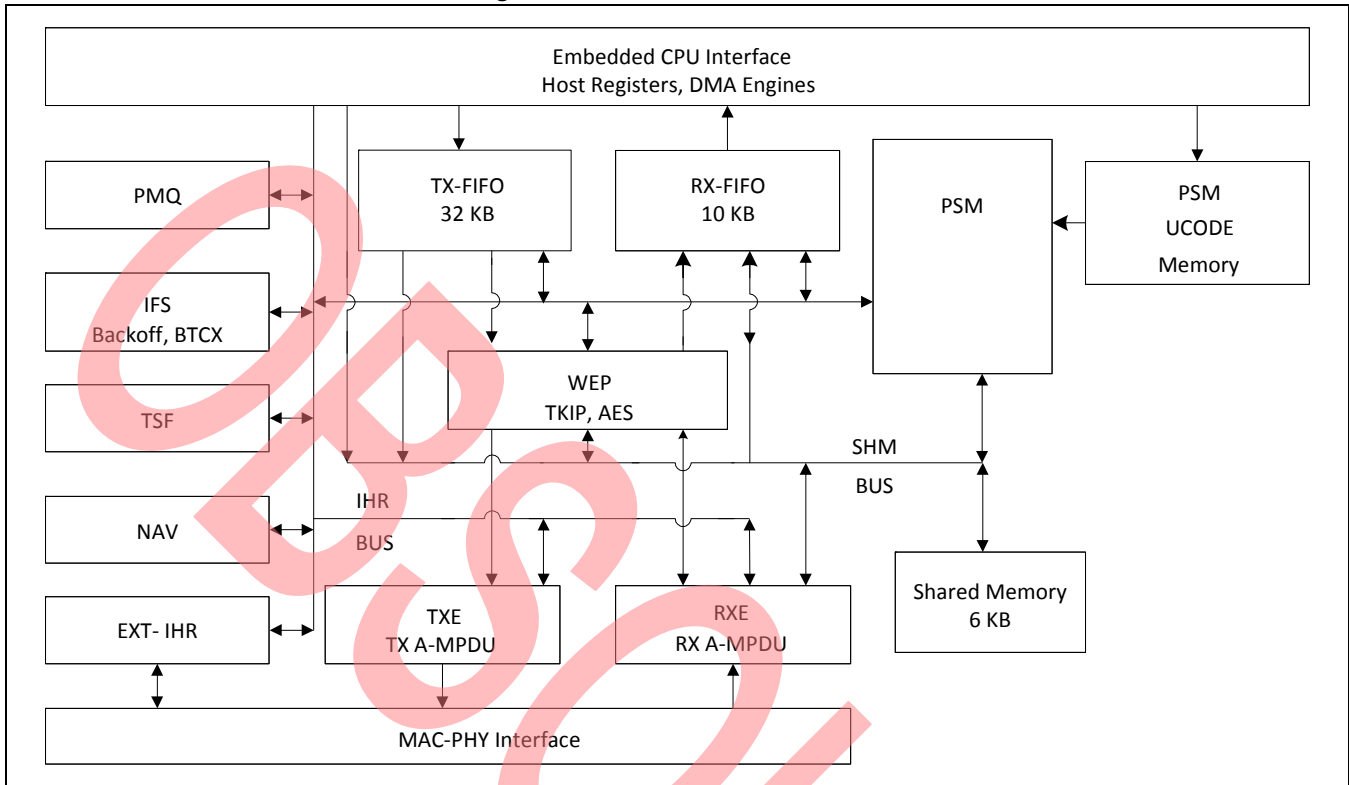 Embedded CPU Interface
Host Registers, DMA Engines
PMQ
TX-FIFO
32 KB
RX-FIFO
10 KB
PSM
PSM
UCODE
Memory
IFS
Backoff, BTCX
WEP
TKIP, AES
TSF
SHM
BUS
IHR
BUS
NAV
Shared Memory
6 KB
EXT- IHR
TXE
TX A-MPDU
RXE
RX A-MPDU
MAC-PHY Interface